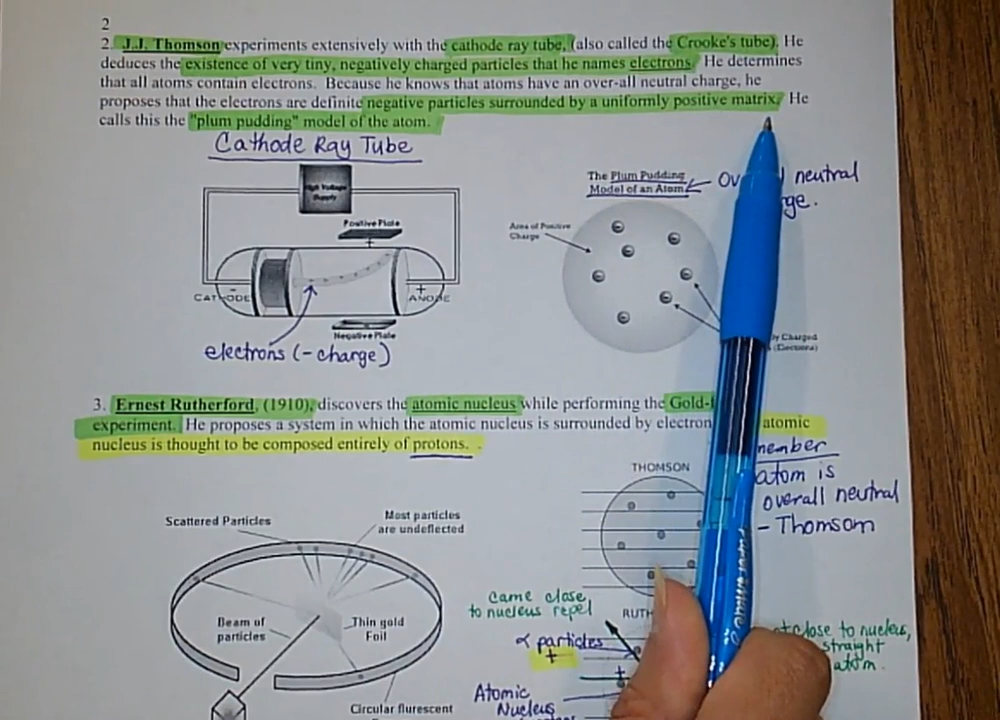 2
2. J.J. Thomson experiments extensively with the cathode ray tube, (also called the Crooke's tube). He
deduces the existence of very tiny, negatively charged particles that he names electrons. He determines
that all atoms contain electrons. Because he knows that atoms have an over-all neutral charge, he
proposes that the electrons are definite negative particles surrounded by a uniformly positive matrix. He
calls this the "plum pudding" model of the atom.
Cathode Ray Tube
High Voltage
Supply
Positive Plate
+
CATHODE
-
+
ANODE
Negative Plate
electrons (- charge)
The Plum Pudding
Model of an Atom
neutral
Area of Positive
Charge
Charged
(Electrons)
3. Ernest Rutherford, (1910), discovers the atomic nucleus while performing the Gold-
experiment. He proposes a system in which the atomic nucleus is surrounded by electron atomic
nucleus is thought to be composed entirely of protons.
atom is
overall neutral
- Thomson
THOMSON
Scattered Particles
Most particles
are undeflected
Beam of
particles
Thin gold
Foil
Circular flurescent
came close
to nucleus repel
α particles
+
+
Atomic
Nucleus
close to nucleus,
straight
atom.